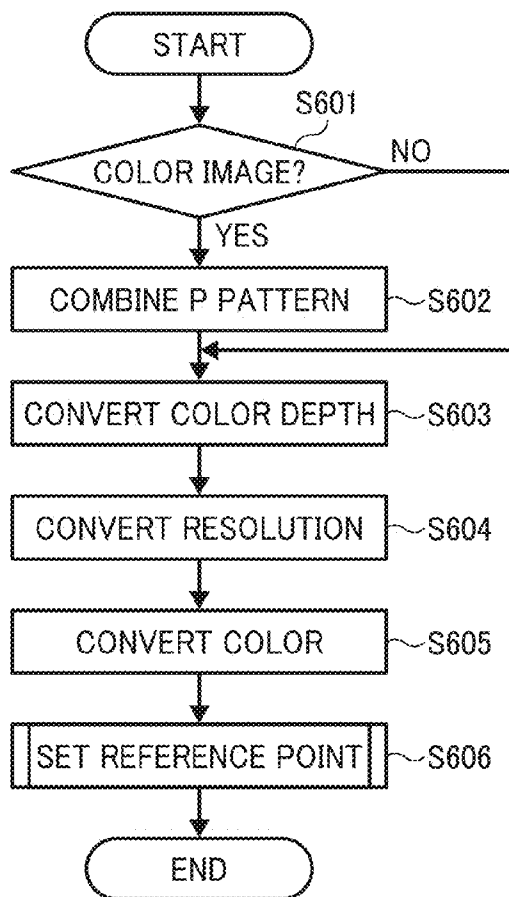 START
S601
COLOR IMAGE?
NO
YES
COMBINE P PATTERN
S602
CONVERT COLOR DEPTH
S603
CONVERT RESOLUTION
S604
CONVERT COLOR
S605
SET REFERENCE POINT
S606
END